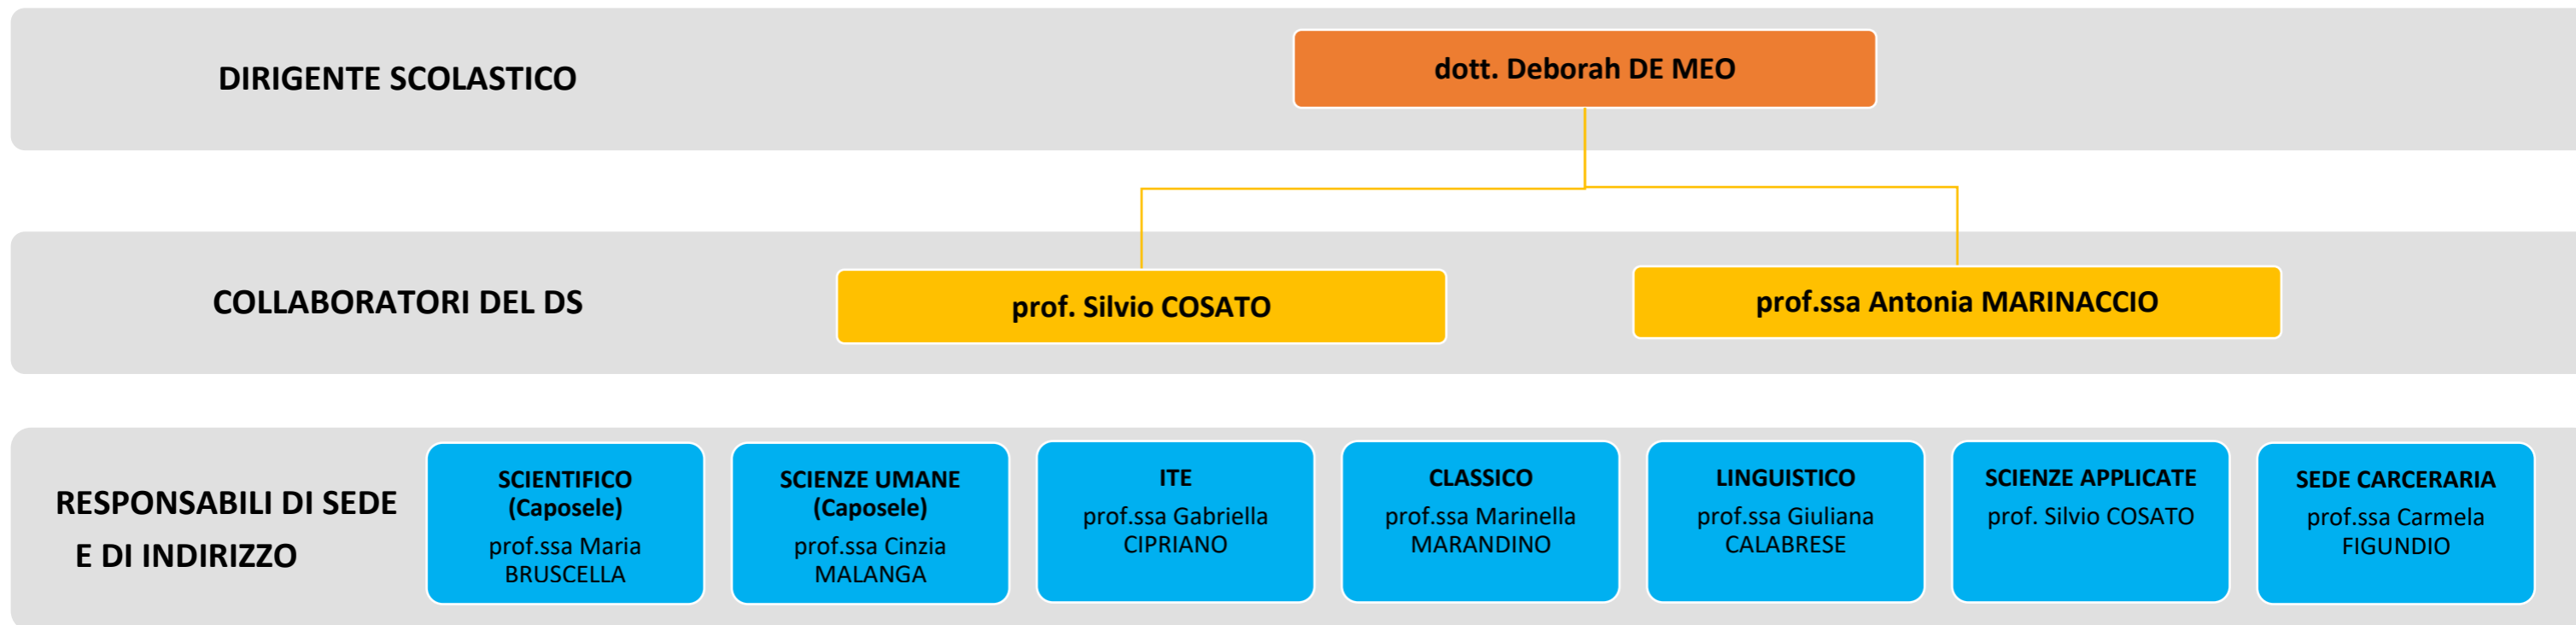 DIRIGENTE SCOLASTICO
dott. Deborah DE MEO
COLLABORATORI DEL DS
prof. Silvio COSATO
prof.ssa Antonia MARINACCIO
RESPONSABILI DI SEDE
E DI INDIRIZZO
SCIENTIFICO
(Caposele)
prof.ssa Maria
BRUSCELLA
SCIENZE UMANE
(Caposele)
prof.ssa Cinzia
MALANGA
ITE
prof.ssa Gabriella
CIPRIANO
CLASSICO
prof.ssa Marinella
MARANDINO
LINGUISTICO
prof.ssa Giuliana
CALABRESE
SCIENZE APPLICATE
prof. Silvio COSATO
SEDE CARCERARIA
prof.ssa Carmela
FIGUNDIO